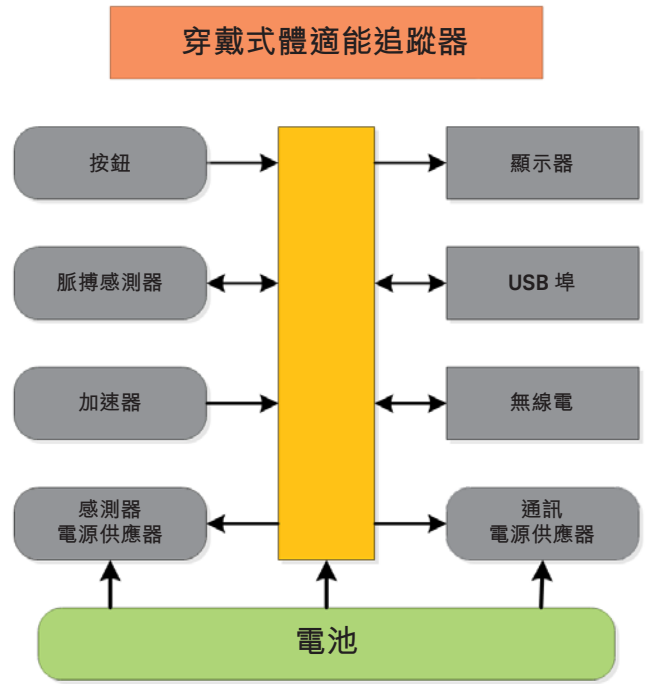 穿戴式體適能追蹤器
按鈕
顯示器
脈搏感測器
USB 埠
加速器
無線電
感測器
電源供應器
通訊
電源供應器
電池